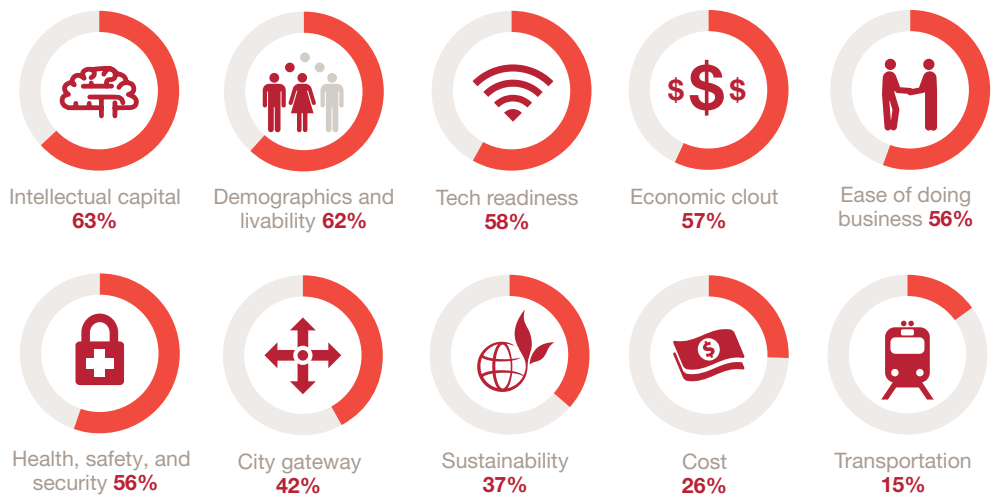 $ $ $
Intellectual capital
63%
Demographics and
livability 62%
Tech readiness
58%
Economic clout
57%
Ease of doing
business 56%
$
Health, safety, and
security 56%
City gateway
42%
Sustainability
37%
Cost
26%
Transportation
15%